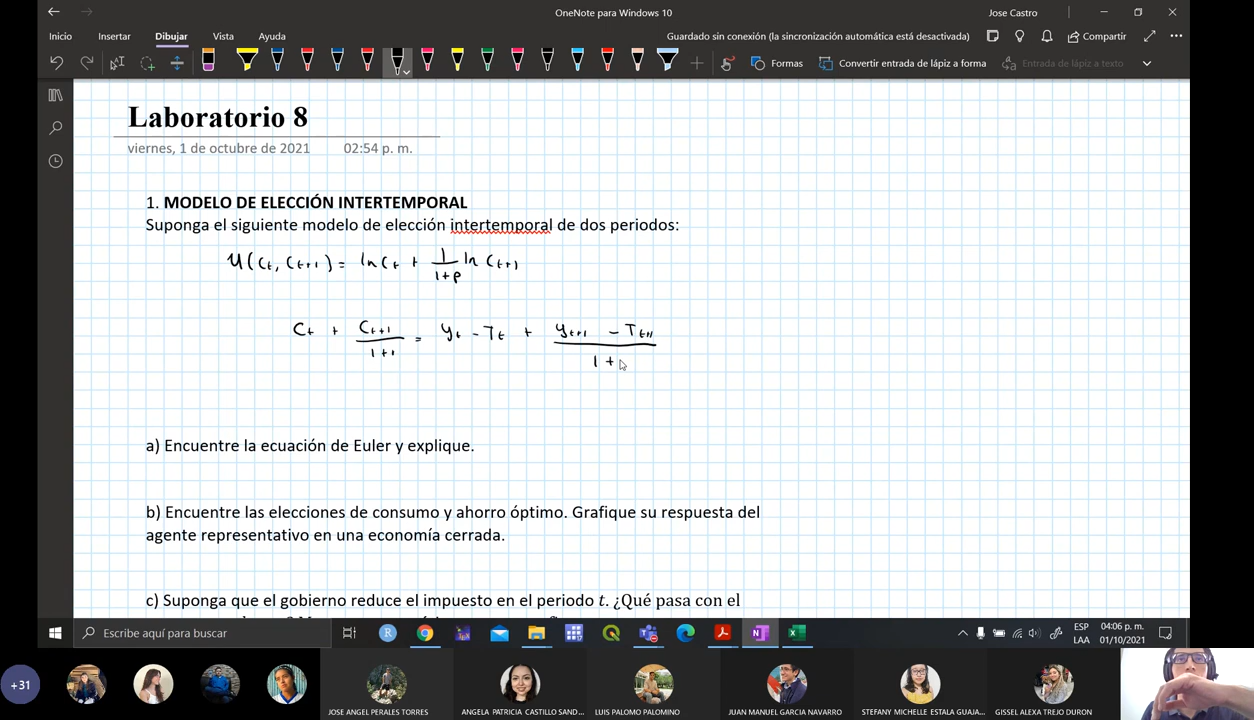 OneNote para Windows 10
Jose Castro
Inicio Insertar Dibujar Vista Ayuda
Guardado sin conexión (la sincronización automática está desactivada)
Compartir
Formas
Convertir entrada de lápiz a forma
Entrada de lápiz a texto
Laboratorio 8
viernes, 1 de octubre de 2021 02:54 p. m.
1. MODELO DE ELECCIÓN INTERTEMPORAL
Suponga el siguiente modelo de elección intertemporal de dos periodos:
U(Ct, Ct+1) = ln Ct + 1/(1+ρ) ln Ct+1
Ct + Ct+1/(1+r) = yt - Tt + (yt+1 - Tt+1)/(1+
a) Encuentre la ecuación de Euler y explique.
b) Encuentre las elecciones de consumo y ahorro óptimo. Grafique su respuesta del
agente representativo en una economía cerrada.
c) Suponga que el gobierno reduce el impuesto en el periodo t. ¿Qué pasa con el
Escribe aquí para buscar
ESP
LAA
04:06 p. m.
01/10/2021
+31
JOSE ANGEL PERALES TORRES
ANGELA PATRICIA CASTILLO SAND...
LUIS PALOMO PALOMINO
JUAN MANUEL GARCIA NAVARRO
STEFANY MICHELLE ESTALA GUAJA...
GISSEL ALEXA TREJO DURON